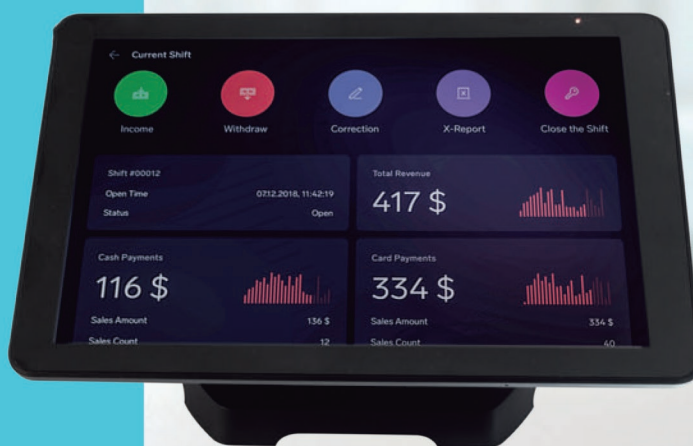 ← Current Shift
Income Withdraw Correction X-Report Close the Shift
Shift #00012
Open Time 07.12.2018, 11:42:19
Status Open
Total Revenue
417 $
Cash Payments
116 $
Sales Amount 136 $
Sales Count 12
Card Payments
334 $
Sales Amount 334 $
Sales Count 40